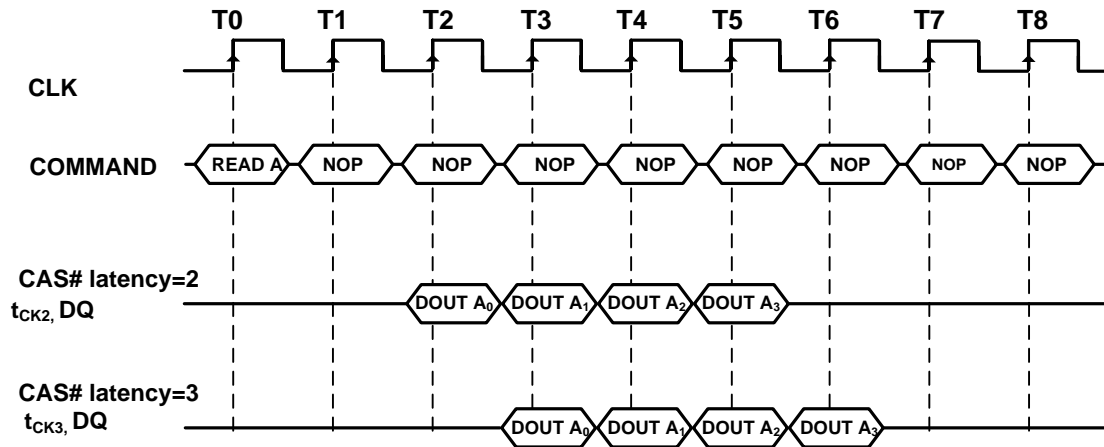 T0 T1 T2 T3 T4 T5 T6 T7 T8
CLK
COMMAND READ A NOP NOP NOP NOP NOP NOP NOP NOP
CAS# latency=2
tCK2, DQ DOUT A0 DOUT A1 DOUT A2 DOUT A3
CAS# latency=3
tCK3, DQ DOUT A0 DOUT A1 DOUT A2 DOUT A3